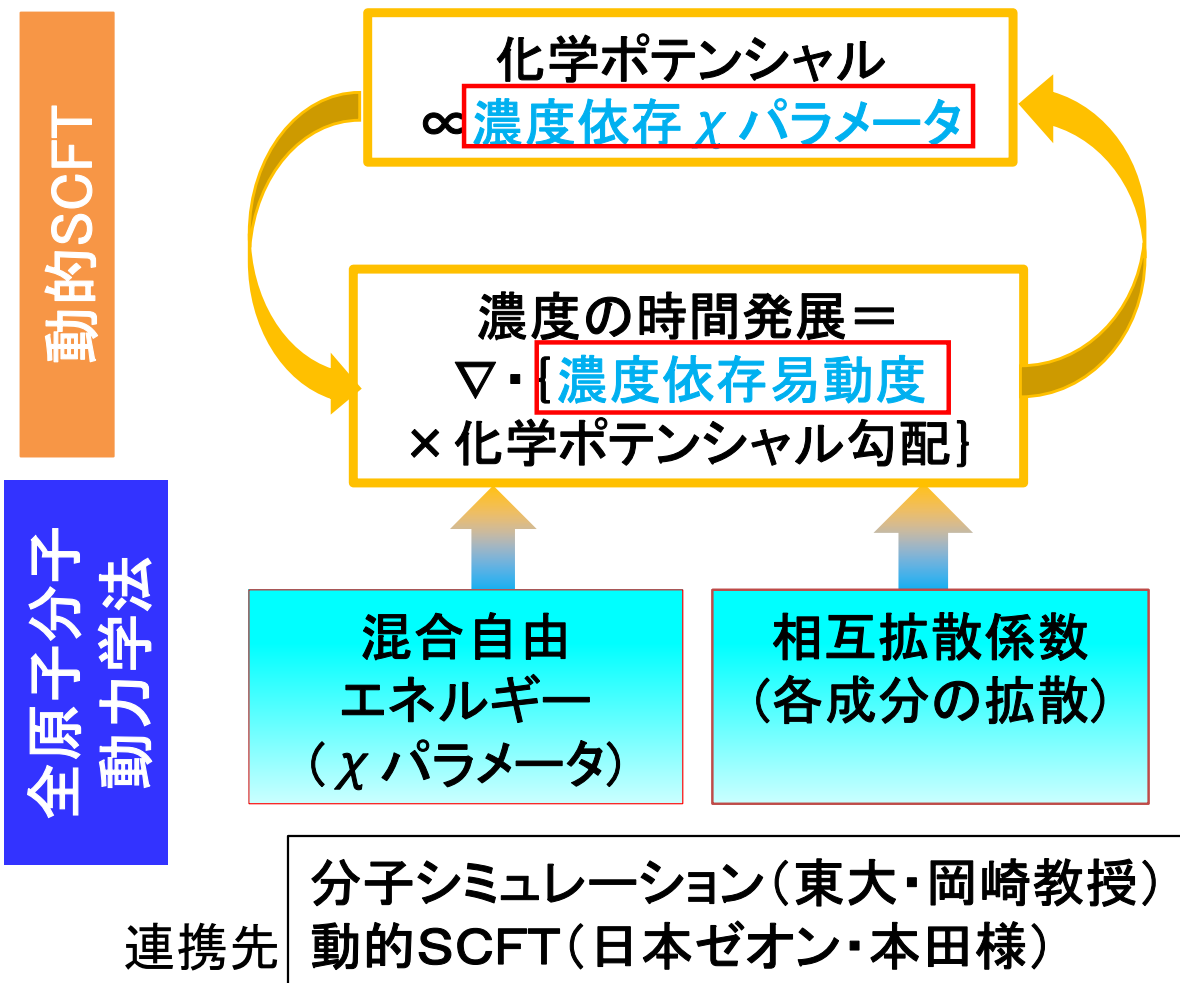 動的SCFT
化学ポテンシャル
∝濃度依存χパラメータ
濃度の時間発展＝
▽・{濃度依存易動度
×化学ポテンシャル勾配}
全原子分子
動力学法
混合自由
エネルギー
(χパラメータ)
相互拡散係数
(各成分の拡散)
連携先
分子シミュレーション(東大・岡崎教授)
動的SCFT(日本ゼオン・本田様)